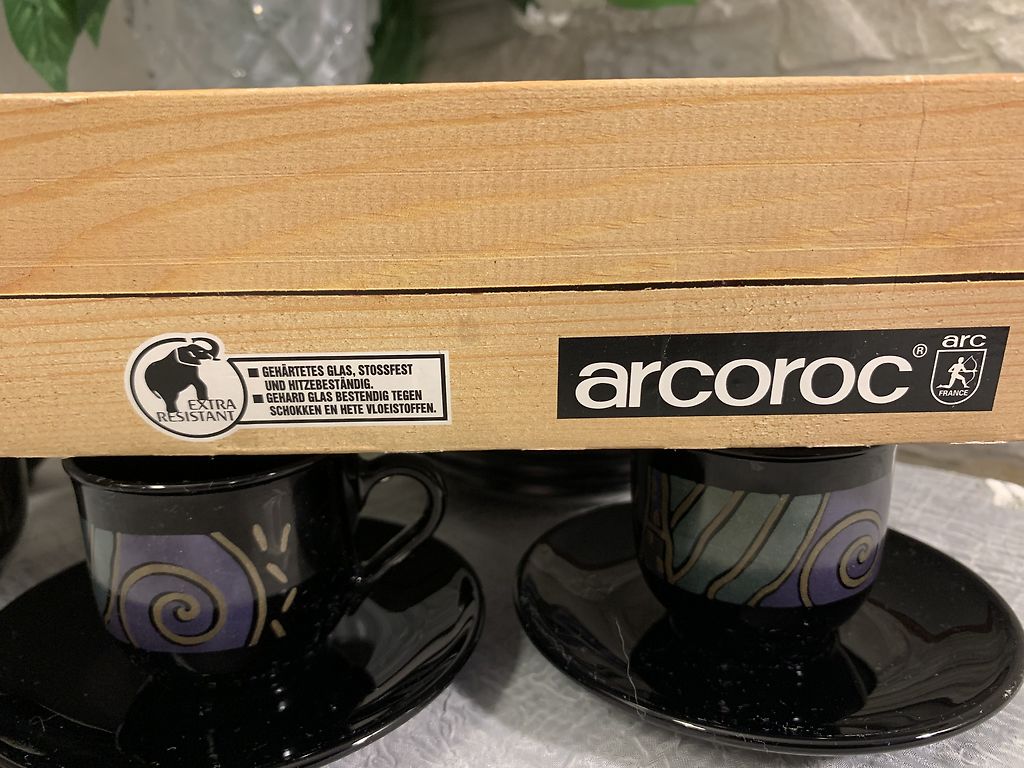 EXTRA
RESISTANT
■ GEHÄRTETES GLAS, STOSSFEST
UND HITZEBESTÄNDIG.
■ GEHARD GLAS BESTENDIG TEGEN
SCHOKKEN EN HETE VLOEISTOFFEN.
arcoroc®
arc
FRANCE